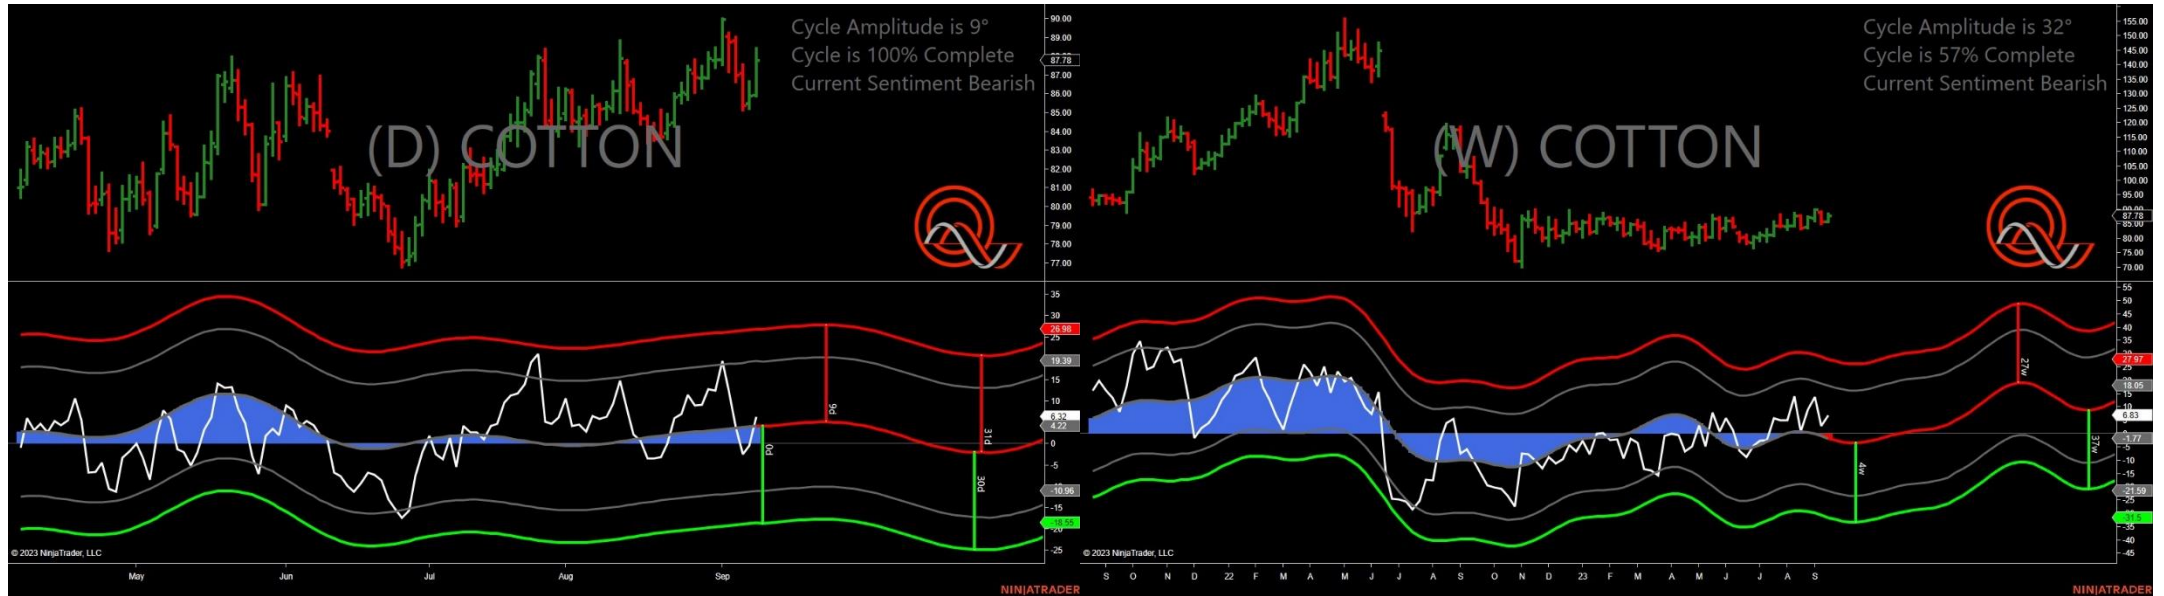 Cycle Amplitude is 9°
Cycle is 100% Complete
Current Sentiment Bearish
(D) COTTON
90.00
89.00
87.78
87.00
86.00
85.00
84.00
83.00
82.00
81.00
80.00
79.00
78.00
77.00
35
30
26.98
25
19.39
15
10
6.32
4.22
0
-5
-10.96
-15
-18.55
-25
9d
0d
31d
30d
© 2023 NinjaTrader, LLC
May
Jun
Jul
Aug
Sep
NINJATRADER
Cycle Amplitude is 32°
Cycle is 57% Complete
Current Sentiment Bearish
(W) COTTON
155.00
150.00
145.00
140.00
135.00
130.00
125.00
120.00
115.00
110.00
105.00
100.00
95.00
87.78
85.00
80.00
75.00
70.00
55
50
45
40
35
27.97
18.05
10
6.83
-1.77
-5
-10
-15
-21.59
-31.5
-35
-40
-45
27w
37w
4w
© 2023 NinjaTrader, LLC
S
O
N
D
22
F
M
A
M
J
J
A
S
O
N
D
23
F
M
A
M
J
J
A
S
NINJATRADER